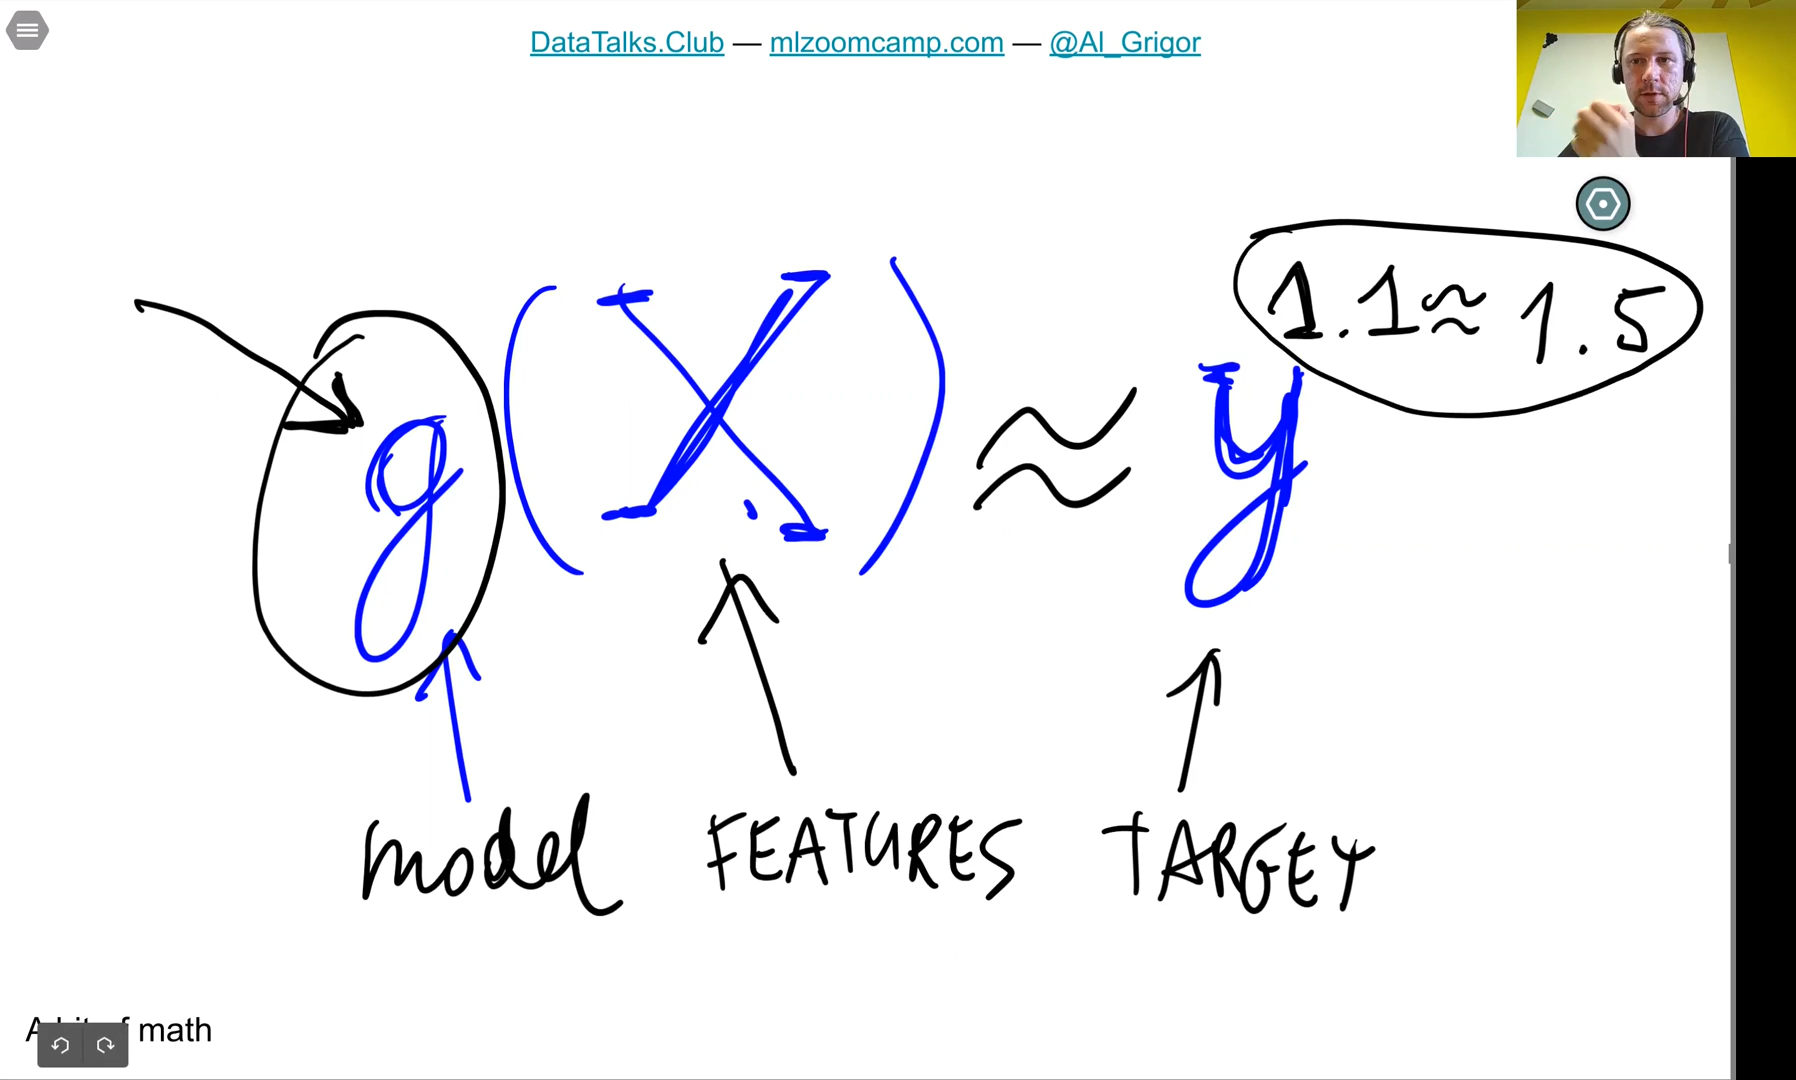 DataTalks.Club — mlzoomcamp.com — @Al_Grigor
1.1≈1.5
g(X)≈y
model FEATURES TARGET
math